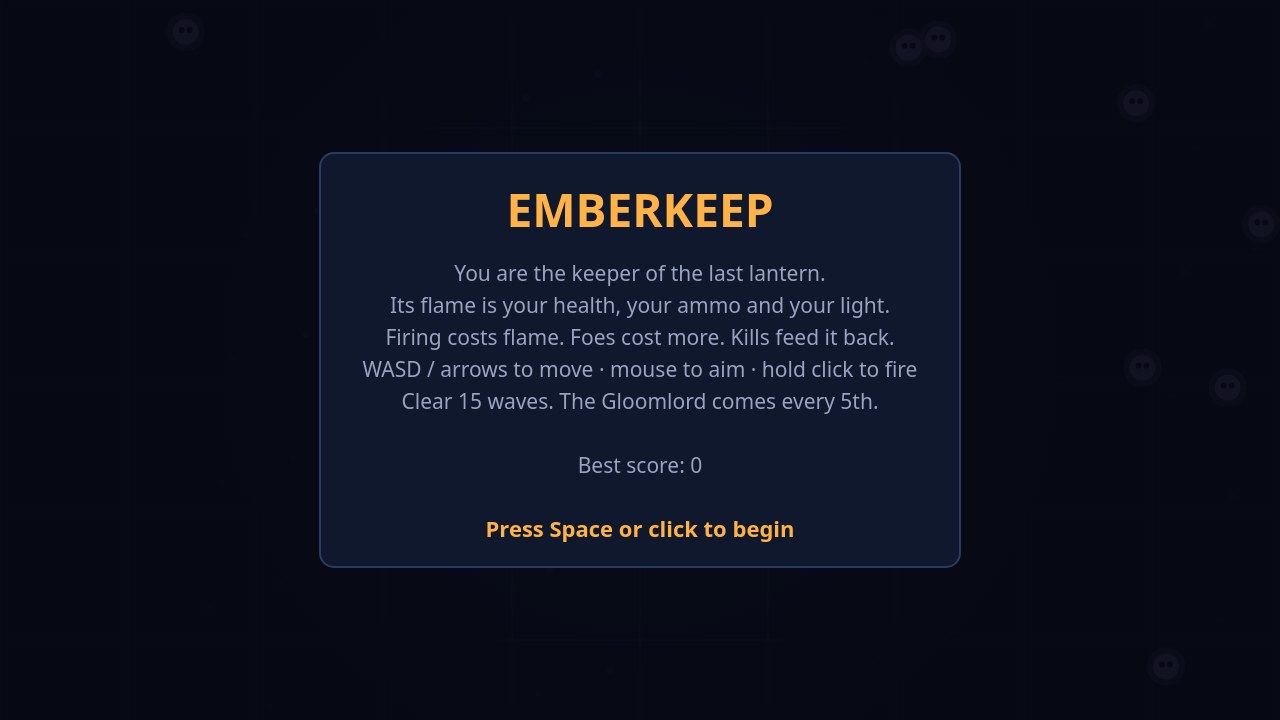 EMBERKEEP
You are the keeper of the last lantern.
Its flame is your health, your ammo and your light.
Firing costs flame. Foes cost more. Kills feed it back.
WASD / arrows to move · mouse to aim · hold click to fire
Clear 15 waves. The Gloomlord comes every 5th.
Best score: 0
Press Space or click to begin